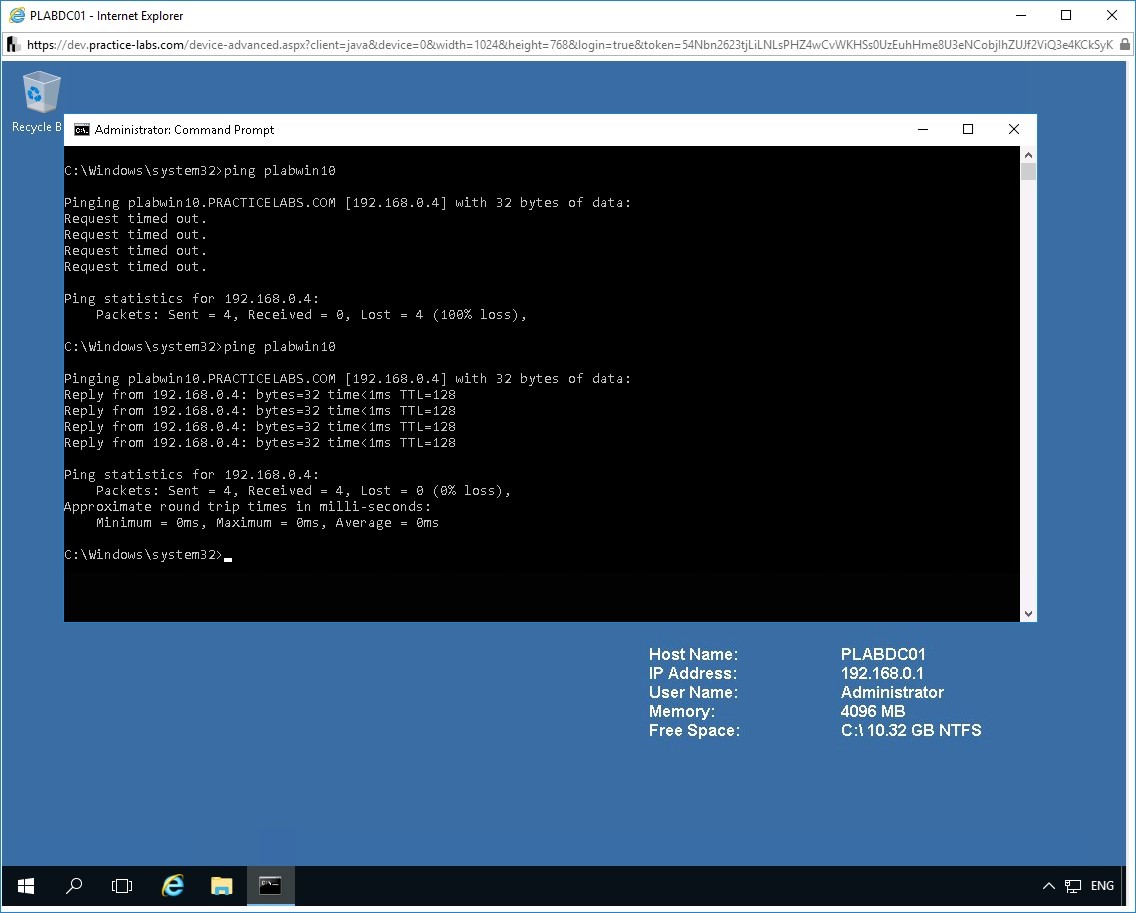 PLABDC01 - Internet Explorer
https://dev.practice-labs.com/device-advanced.aspx?client=java&device=0&width=1024&height=768&login=true&token=54Nbn2623tjLiLNLsPHZ4wCvWKHSs0UzEuhHme8U3eNCobjIhZUJf2ViQ3e4KCkSyK
Recycle B
Administrator: Command Prompt
C:\Windows\system32>ping plabwin10
Pinging plabwin10.PRACTICELABS.COM [192.168.0.4] with 32 bytes of data:
Request timed out.
Request timed out.
Request timed out.
Request timed out.
Ping statistics for 192.168.0.4:
Packets: Sent = 4, Received = 0, Lost = 4 (100% loss),
C:\Windows\system32>ping plabwin10
Pinging plabwin10.PRACTICELABS.COM [192.168.0.4] with 32 bytes of data:
Reply from 192.168.0.4: bytes=32 time<1ms TTL=128
Reply from 192.168.0.4: bytes=32 time<1ms TTL=128
Reply from 192.168.0.4: bytes=32 time<1ms TTL=128
Reply from 192.168.0.4: bytes=32 time<1ms TTL=128
Ping statistics for 192.168.0.4:
Packets: Sent = 4, Received = 4, Lost = 0 (0% loss),
Approximate round trip times in milli-seconds:
Minimum = 0ms, Maximum = 0ms, Average = 0ms
C:\Windows\system32>
Host Name: PLABDC01
IP Address: 192.168.0.1
User Name: Administrator
Memory: 4096 MB
Free Space: C:\ 10.32 GB NTFS
ENG